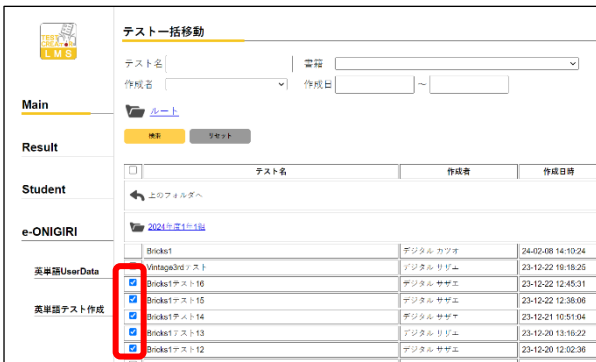 TEST
CREATOR
LMS
テスト一括移動
テスト名
書籍
作成者
作成日
～
Main
ルート
検索
リセット
Result
テスト名
作成者
作成日時
Student
上のフォルダへ
e-ONIGIRI
2024年度1年1組
Bricks1
デジタル カツオ
24-02-08 14:10:24
Vintage3rdテスト
デジタル サザエ
23-12-22 19:18:25
英単語UserData
Bricks1テスト16
デジタル サザエ
23-12-22 12:45:31
Bricks1テスト15
デジタル サザエ
23-12-22 12:38:06
英単語テスト作成
Bricks1テスト14
デジタル サザエ
23-12-21 10:51:04
Bricks1テスト13
デジタル サザエ
23-12-20 13:16:22
Bricks1テスト12
デジタル サザエ
23-12-20 12:02:36